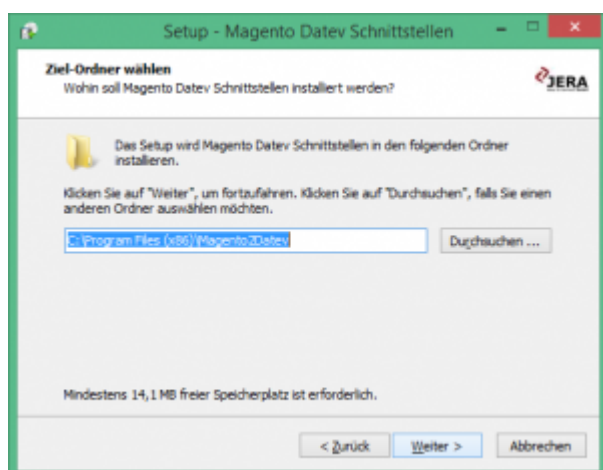 Setup - Magento Datev Schnittstellen
Ziel-Ordner wählen
Wohin soll Magento Datev Schnittstellen installiert werden?
JERA
Das Setup wird Magento Datev Schnittstellen in den folgenden Ordner
installieren.
Klicken Sie auf "Weiter", um fortzufahren. Klicken Sie auf "Durchsuchen", falls Sie einen
anderen Ordner auswählen möchten.
C:\Program Files (x86)\Magento2Datev
Durchsuchen ...
Mindestens 14,1 MB freier Speicherplatz ist erforderlich.
< Zurück
Weiter >
Abbrechen